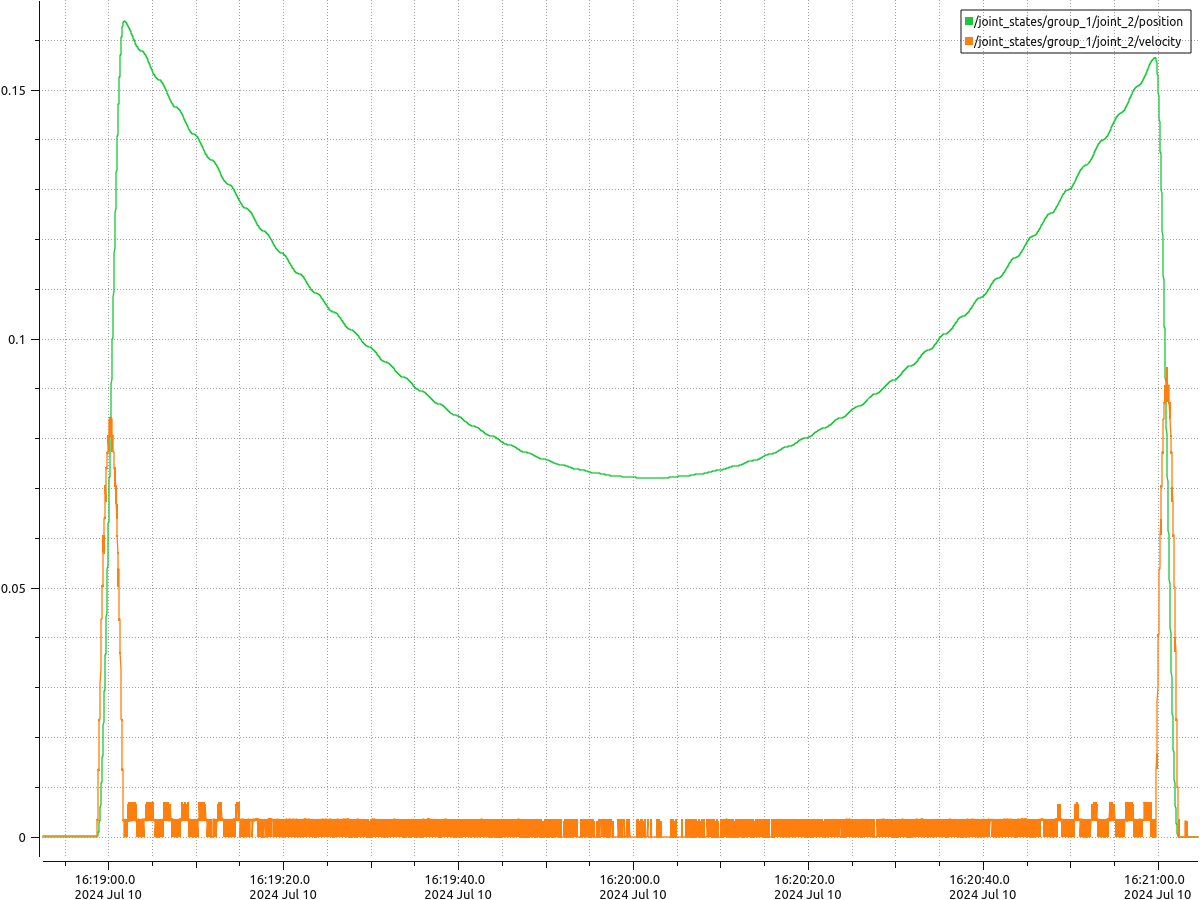 /joint_states/group_1/joint_2/position
/joint_states/group_1/joint_2/velocity
0.15
0.1
0.05
0
16:19:00.0
2024 Jul 10
16:19:20.0
2024 Jul 10
16:19:40.0
2024 Jul 10
16:20:00.0
2024 Jul 10
16:20:20.0
2024 Jul 10
16:20:40.0
2024 Jul 10
16:21:00.0
2024 Jul 10